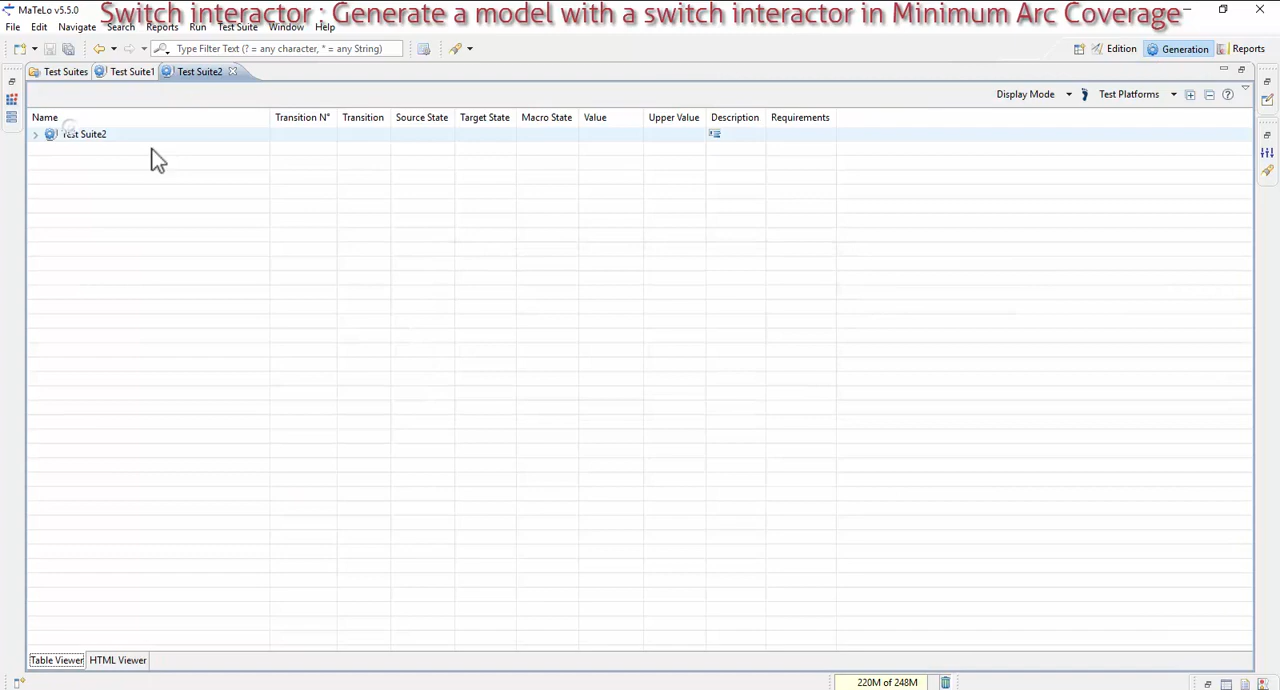 MaTeLo v5.5.0
Switch interactor : Generate a model with a switch interactor in Minimum Arc Coverage
File Edit Navigate Search Reports Run Test Suite Window Help
Type Filter Text (? = any character, * = any String) Edition Generation Reports
Test Suites Test Suite1 Test Suite2
Display Mode Test Platforms
Name Transition N° Transition Source State Target State Macro State Value Upper Value Description Requirements
Test Suite2
Table Viewer HTML Viewer
220M of 248M